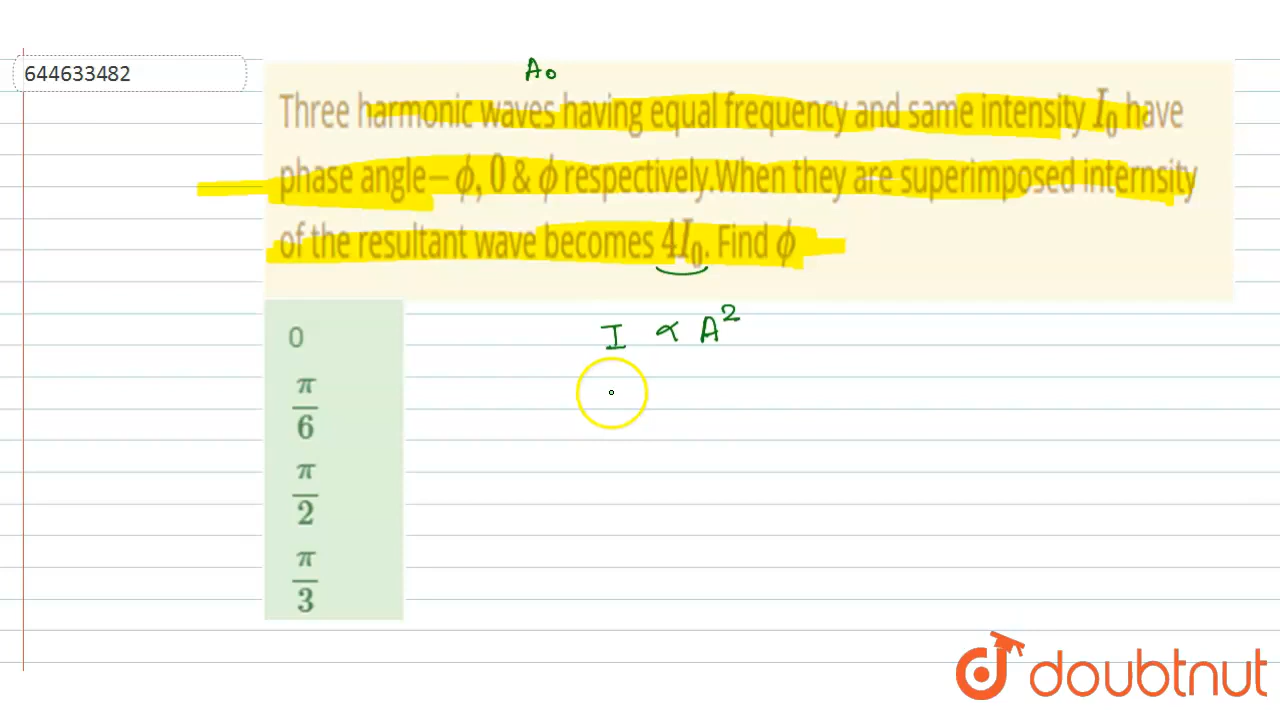 644633482
A₀
Three harmonic waves having equal frequency and same intensity I₀ have
phase angle−ϕ, 0 & ϕ respectively.When they are superimposed internsity
of the resultant wave becomes 4I₀. Find ϕ
0
π/6
π/2
π/3
I ∝ A²
doubtnut